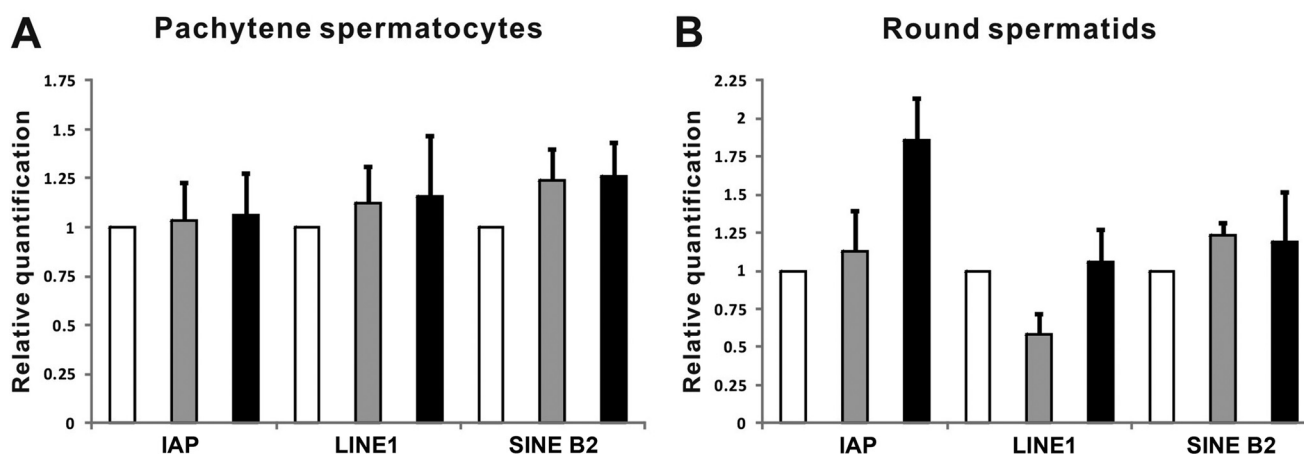 A
Pachytene spermatocytes
Relative quantification
1.75
1.5
1.25
1
0.75
0.5
0.25
0
IAP
LINE1
SINE B2
B
Round spermatids
Relative quantification
2.25
2
1.75
1.5
1.25
1
0.75
0.5
0.25
0
IAP
LINE1
SINE B2